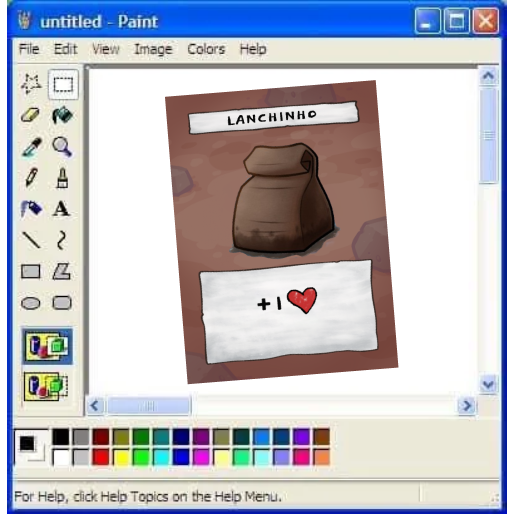 untitled - Paint
File Edit View Image Colors Help
LANCHINHO
+1
A
For Help, click Help Topics on the Help Menu.